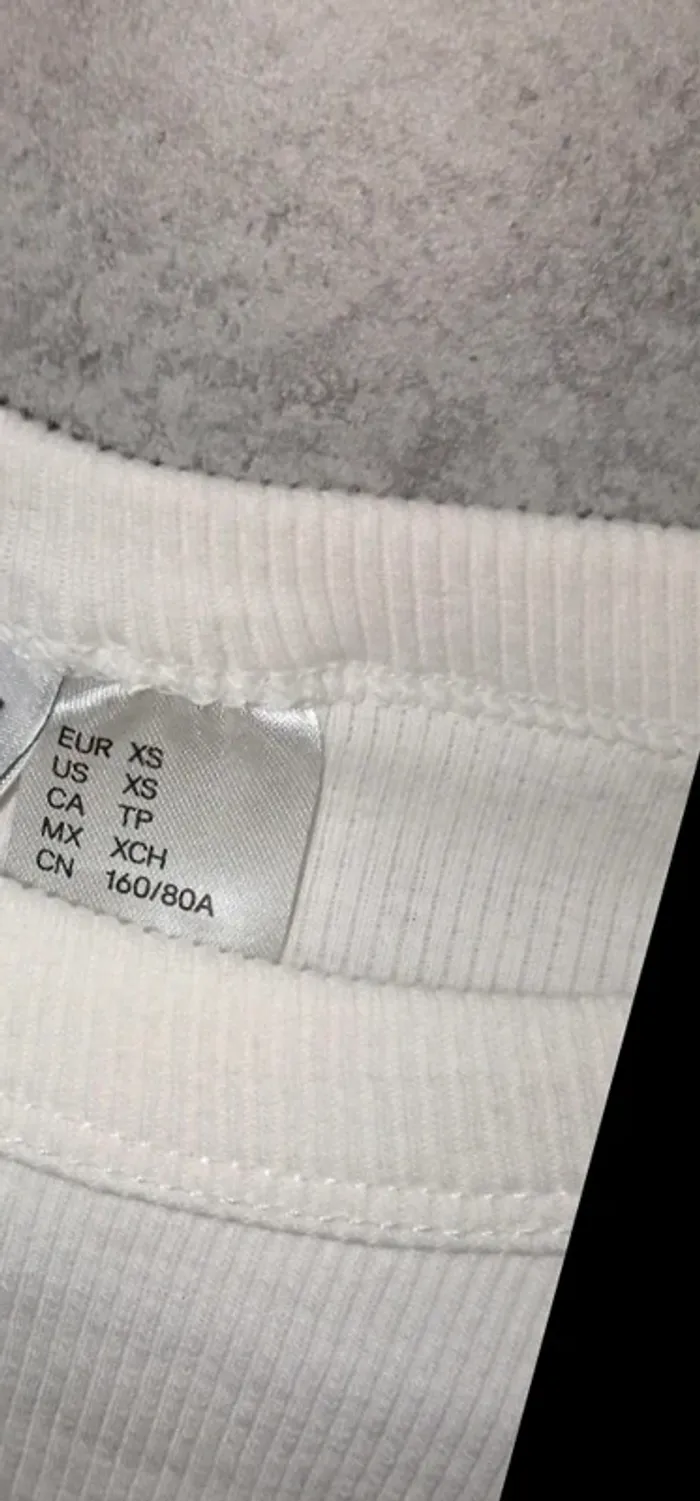 EUR XS
US XS
CA TP
MX XCH
CN 160/80A